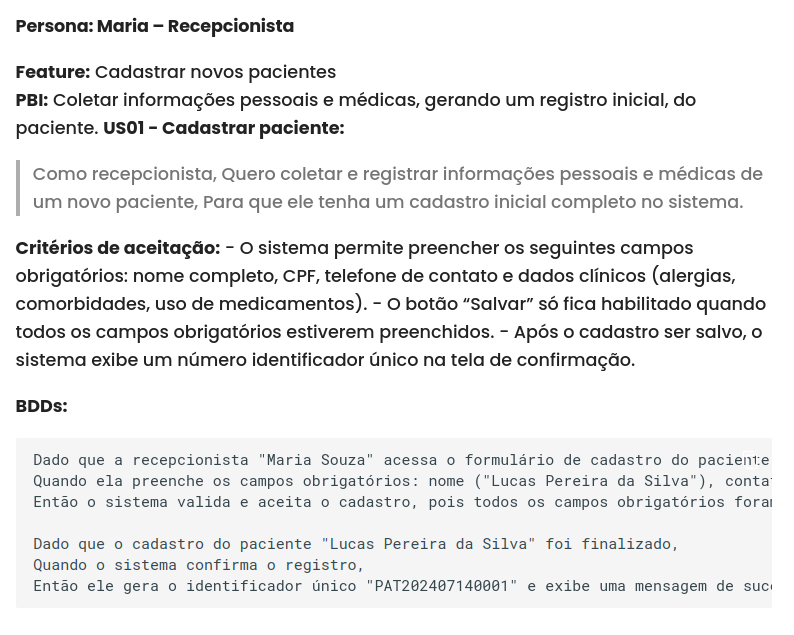 Persona: Maria – Recepcionista
Feature: Cadastrar novos pacientes
PBI: Coletar informações pessoais e médicas, gerando um registro inicial, do
paciente. US01 - Cadastrar paciente:
Como recepcionista, Quero coletar e registrar informações pessoais e médicas de
um novo paciente, Para que ele tenha um cadastro inicial completo no sistema.
Critérios de aceitação: - O sistema permite preencher os seguintes campos
obrigatórios: nome completo, CPF, telefone de contato e dados clínicos (alergias,
comorbidades, uso de medicamentos). - O botão “Salvar” só fica habilitado quando
todos os campos obrigatórios estiverem preenchidos. - Após o cadastro ser salvo, o
sistema exibe um número identificador único na tela de confirmação.
BDDs:
Dado que a recepcionista "Maria Souza" acessa o formulário de cadastro do paciente
Quando ela preenche os campos obrigatórios: nome ("Lucas Pereira da Silva"),
Então o sistema valida e aceita o cadastro, pois todos os campos obrigatórios
Dado que o cadastro do paciente "Lucas Pereira da Silva" foi finalizado,
Quando o sistema confirma o registro,
Então ele gera o identificador único "PAT202407140001" e exibe uma mensagem de